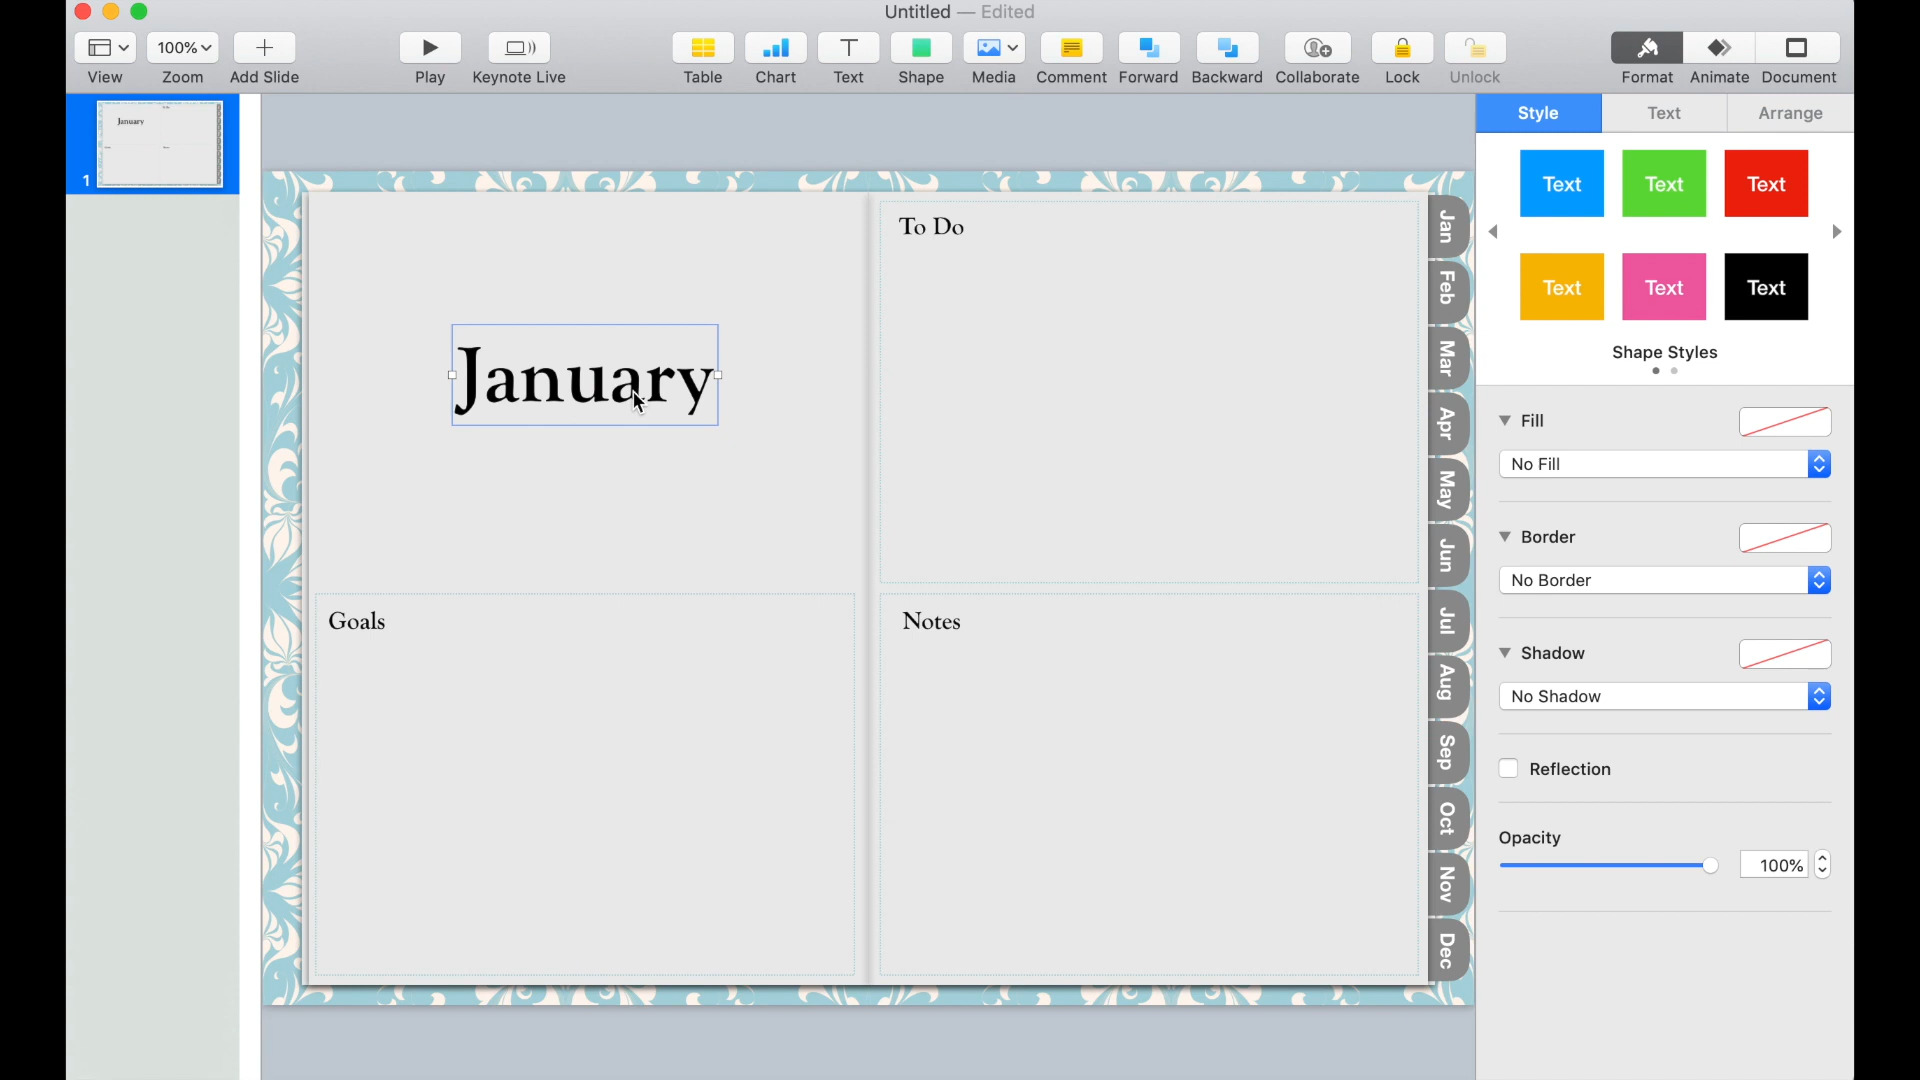 Untitled — Edited
View
100%
Zoom
Add Slide
Play
Keynote Live
Table
Chart
Text
Shape
Media
Comment
Forward
Backward
Collaborate
Lock
Unlock
Format
Animate
Document
1
January
January
To Do
Goals
Notes
Jan
Feb
Mar
Apr
May
Jun
Jul
Aug
Sep
Oct
Nov
Dec
Style
Text
Arrange
Text
Text
Text
Text
Text
Text
Shape Styles
Fill
No Fill
Border
No Border
Shadow
No Shadow
Reflection
Opacity
100%